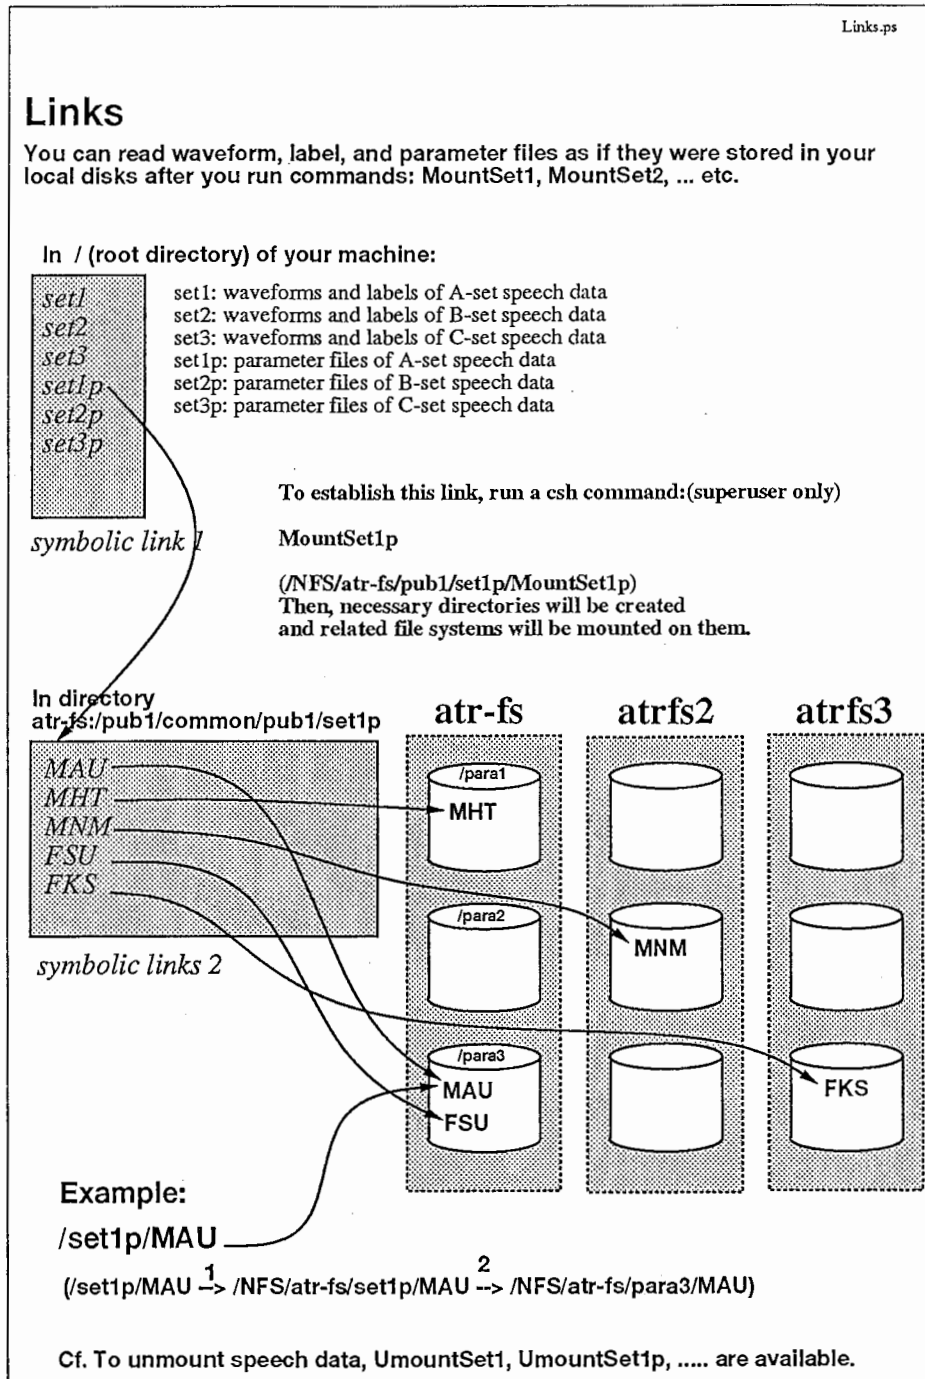 Links.ps
Links
You can read waveform, label, and parameter files as if they were stored in your
local disks after you run commands: MountSet1, MountSet2, ... etc.
In / (root directory) of your machine:
set1
set2
set3
set1p
set2p
set3p
set1: waveforms and labels of A-set speech data
set2: waveforms and labels of B-set speech data
set3: waveforms and labels of C-set speech data
set1p: parameter files of A-set speech data
set2p: parameter files of B-set speech data
set3p: parameter files of C-set speech data
symbolic link 1
To establish this link, run a csh command:(superuser only)
MountSet1p
(/NFS/atr-fs/pub1/set1p/MountSet1p)
Then, necessary directories will be created
and related file systems will be mounted on them.
In directory
atr-fs:/pub1/common/pub1/set1p
MAU
MHT
MNM
FSU
FKS
symbolic links 2
atr-fs
/para1
MHT
/para2
/para3
MAU
FSU
atrfs2
MNM
atrfs3
FKS
Example:
/set1p/MAU
1 2
(/set1p/MAU --> /NFS/atr-fs/set1p/MAU --> /NFS/atr-fs/para3/MAU)
Cf. To unmount speech data, UmountSet1, UmountSet1p, ..... are available.